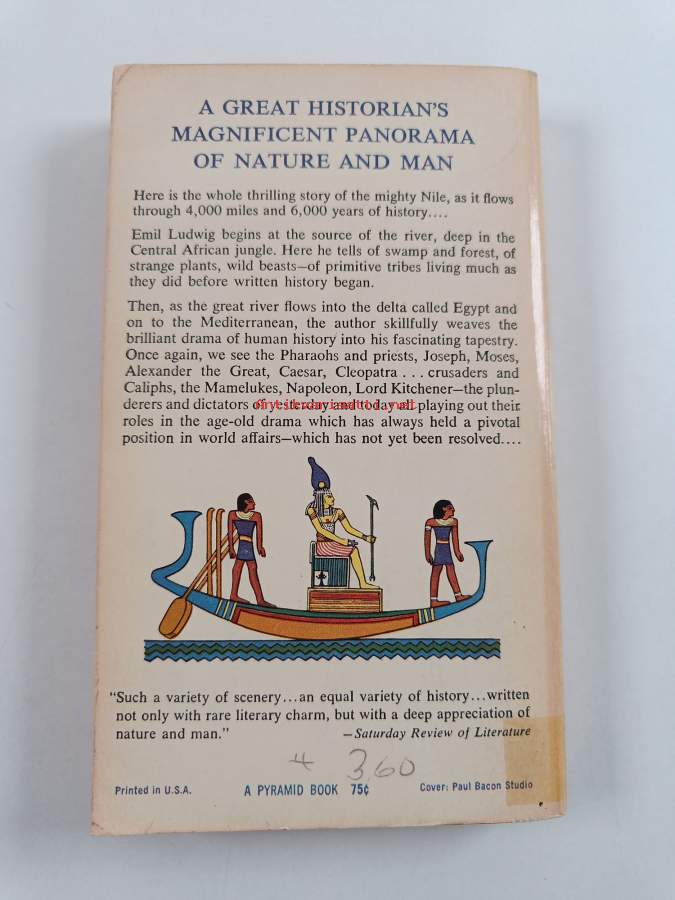 A GREAT HISTORIAN'S
MAGNIFICENT PANORAMA
OF NATURE AND MAN
Here is the whole thrilling story of the mighty Nile, as it flows
through 4,000 miles and 6,000 years of history....
Emil Ludwig begins at the source of the river, deep in the
Central African jungle. Here he tells of swamp and forest, of
strange plants, wild beasts—of primitive tribes living much as
they did before written history began.
Then, as the great river flows into the delta called Egypt and
on to the Mediterranean, the author skillfully weaves the
brilliant drama of human history into his fascinating tapestry.
Once again, we see the Pharaohs and priests, Joseph, Moses,
Alexander the Great, Caesar, Cleopatra ... crusaders and
Caliphs, the Mamelukes, Napoleon, Lord Kitchener—the plun-
derers and dictators of yesterday and today all playing out their
roles in the age-old drama which has always held a pivotal
position in world affairs—which has not yet been resolved....
"Such a variety of scenery...an equal variety of history...written
not only with rare literary charm, but with a deep appreciation of
nature and man." —Saturday Review of Literature
4 3,60
Printed in U.S.A. A PYRAMID BOOK 75¢ Cover: Paul Bacon Studio